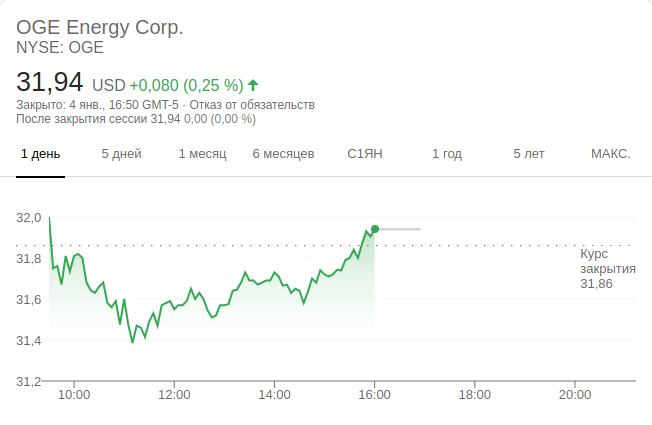 OGE Energy Corp.
NYSE: OGE
31,94 USD +0,080 (0,25 %)
Закрыто: 4 янв., 16:50 GMT-5 · Отказ от обязательств
После закрытия сессии 31,94 0,00 (0,00 %)
1 день 5 дней 1 месяц 6 месяцев С1ЯН 1 год 5 лет МАКС.
32,0
31,8
31,6
31,4
31,2
Курс
закрытия
31,86
10:00 12:00 14:00 16:00 18:00 20:00